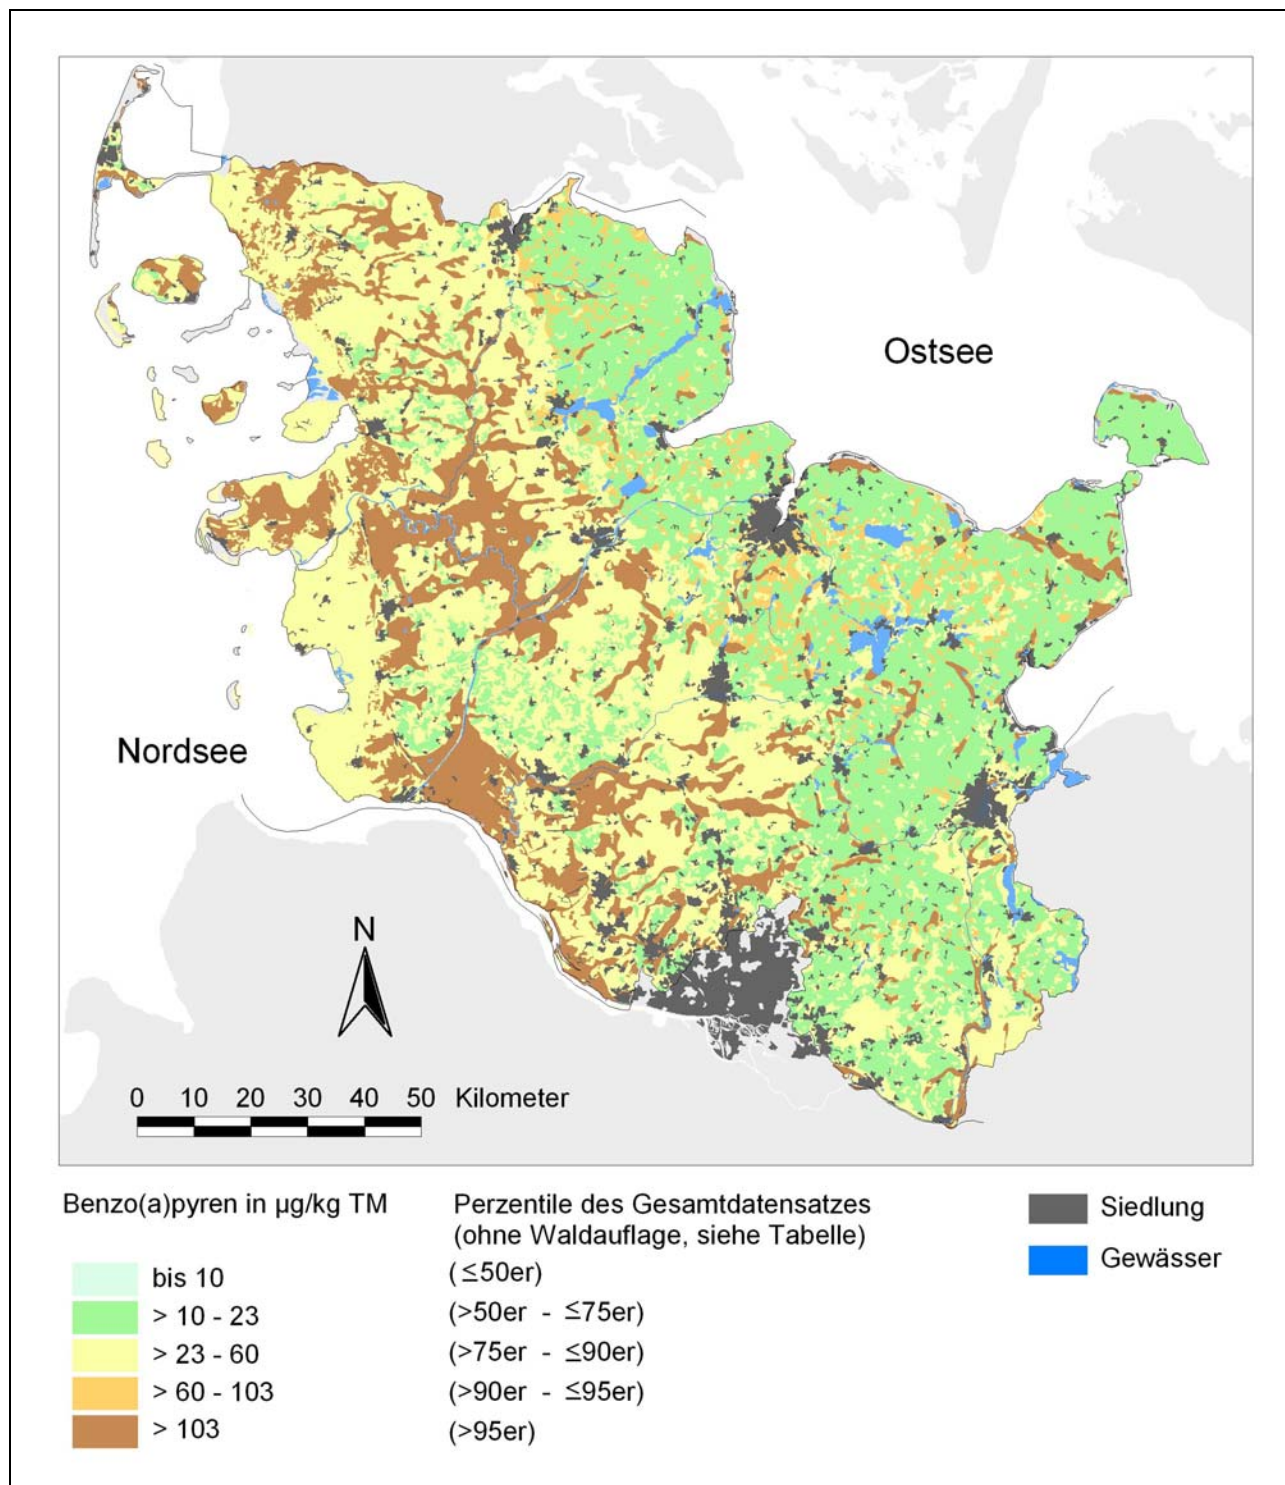 Ostsee
Nordsee
N
0 10 20 30 40 50 Kilometer
Benzo(a)pyren in µg/kg TM
bis 10
> 10 - 23
> 23 - 60
> 60 - 103
> 103
Perzentile des Gesamtdatensatzes
(ohne Waldauflage, siehe Tabelle)
(≤50er)
(>50er - ≤75er)
(>75er - ≤90er)
(>90er - ≤95er)
(>95er)
Siedlung
Gewässer